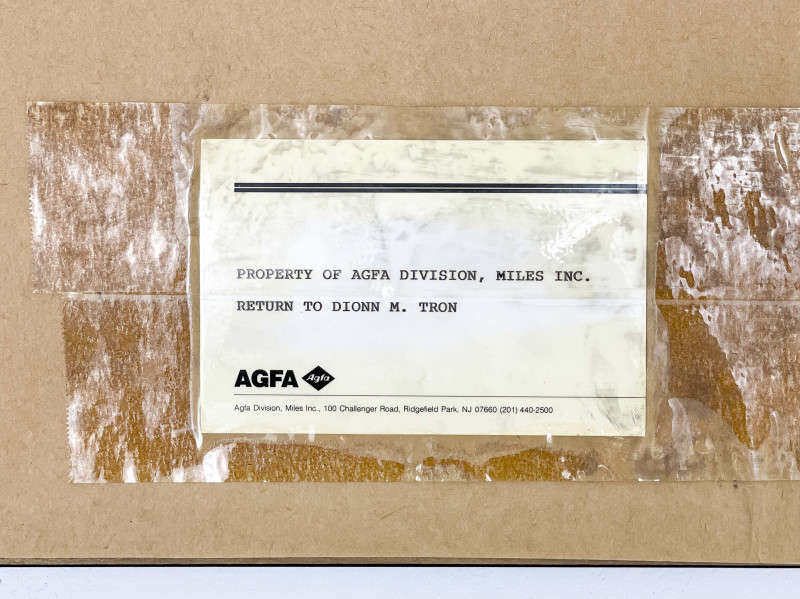 PROPERTY OF AGFA DIVISION, MILES INC.
RETURN TO DIONN M. TRON
AGFA Agfa
Agfa Division, Miles Inc., 100 Challenger Road, Ridgefield Park, NJ 07660 (201) 440-2500